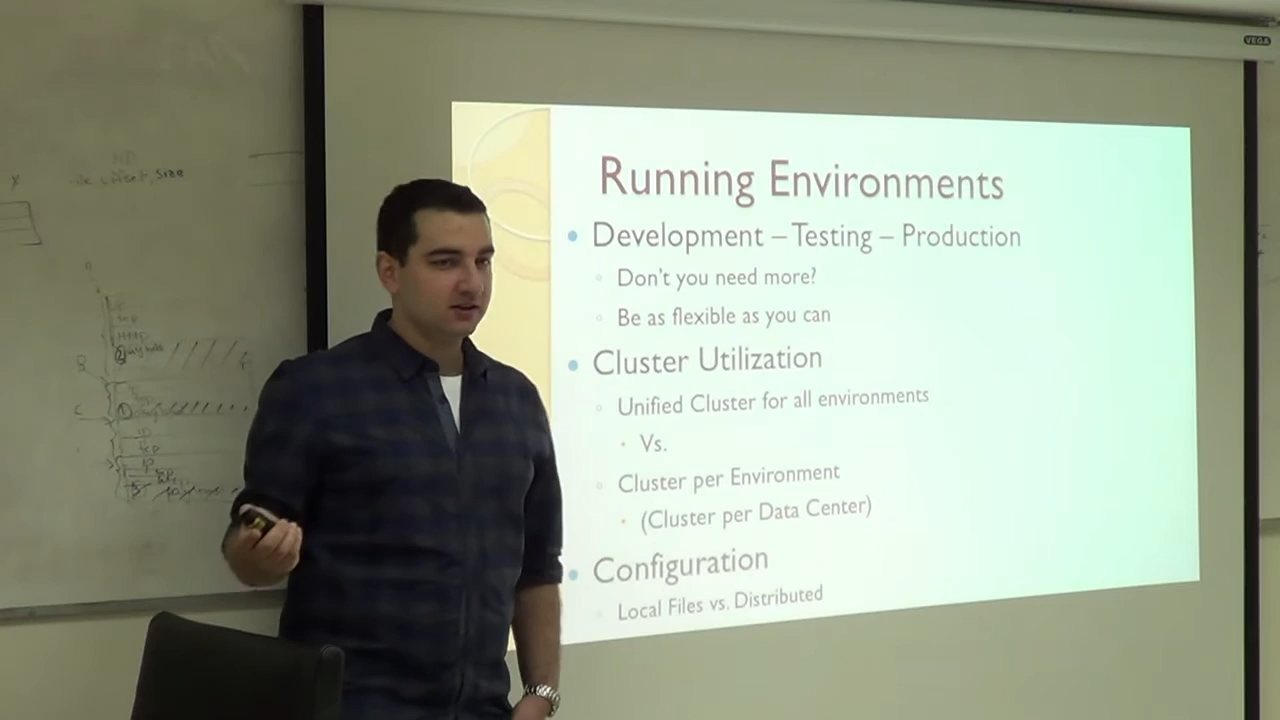 VEGA
Size
Running Environments
Development – Testing – Production
Don't you need more?
Be as flexible as you can
Cluster Utilization
Unified Cluster for all environments
Vs.
Cluster per Environment
(Cluster per Data Center)
Configuration
Local Files vs. Distributed